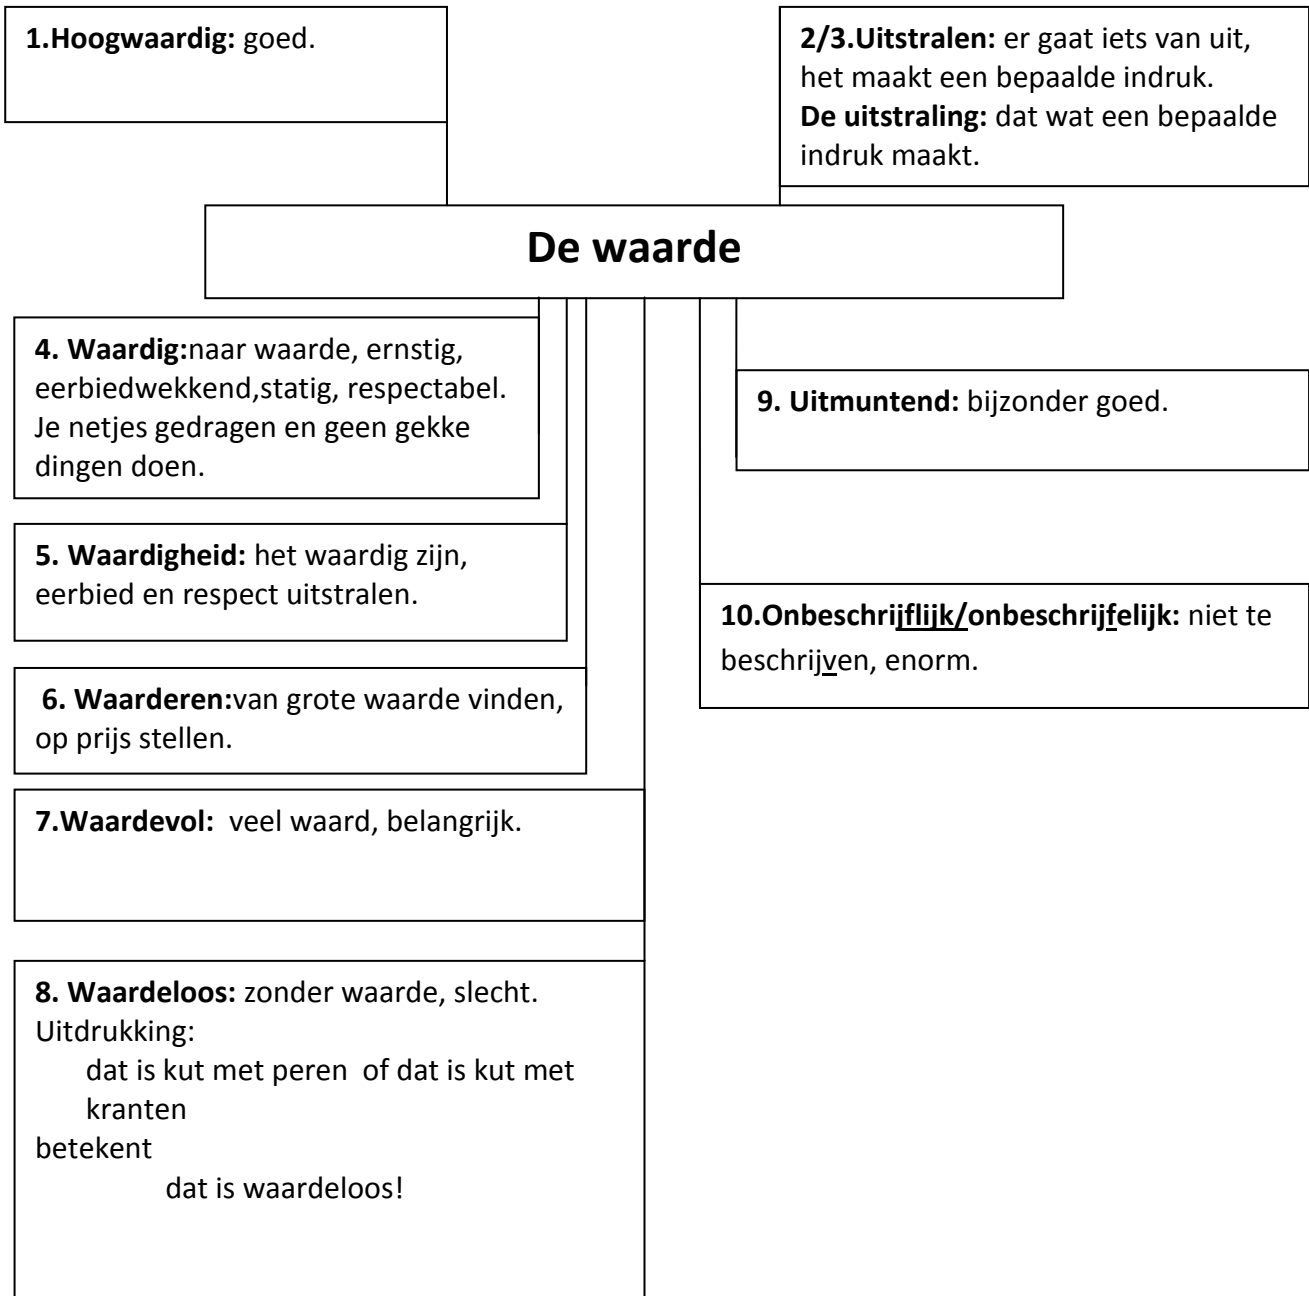 1.Hoogwaardig: goed.
2/3.Uitstralen: er gaat iets van uit,
het maakt een bepaalde indruk.
De uitstraling: dat wat een bepaalde
indruk maakt.
De waarde
4. Waardig:naar waarde, ernstig,
eerbiedwekkend,statig, respectabel.
Je netjes gedragen en geen gekke
dingen doen.
5. Waardigheid: het waardig zijn,
eerbied en respect uitstralen.
6. Waarderen:van grote waarde vinden,
op prijs stellen.
7.Waardevol:  veel waard, belangrijk.
8. Waardeloos: zonder waarde, slecht.
Uitdrukking:
dat is kut met peren  of dat is kut met
kranten
betekent
dat is waardeloos!
9. Uitmuntend: bijzonder goed.
10.Onbeschrijflijk/onbeschrijfelijk: niet te
beschrijven, enorm.